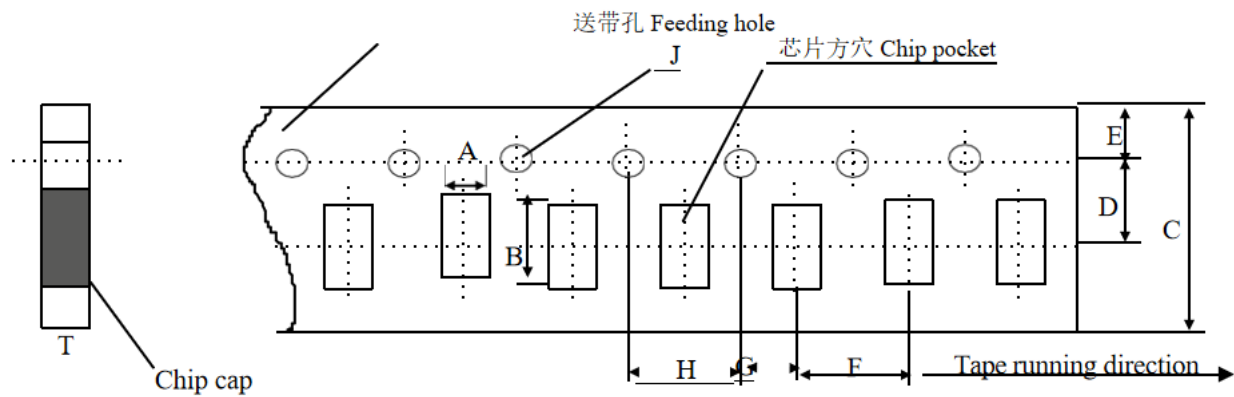 送带孔 Feeding hole
J
芯片方穴 Chip pocket
A
E
D
C
B
T
H
G
F
Tape running direction
Chip cap